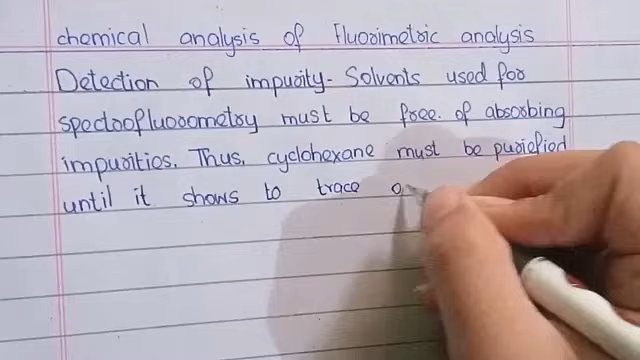 chemical analysis of Fluorimetric analysis
Detection of impurity- Solvents used for
spectrofluorometry must be free. of absorbing
impurities. Thus, cyclohexane must be purified
until it shows to trace